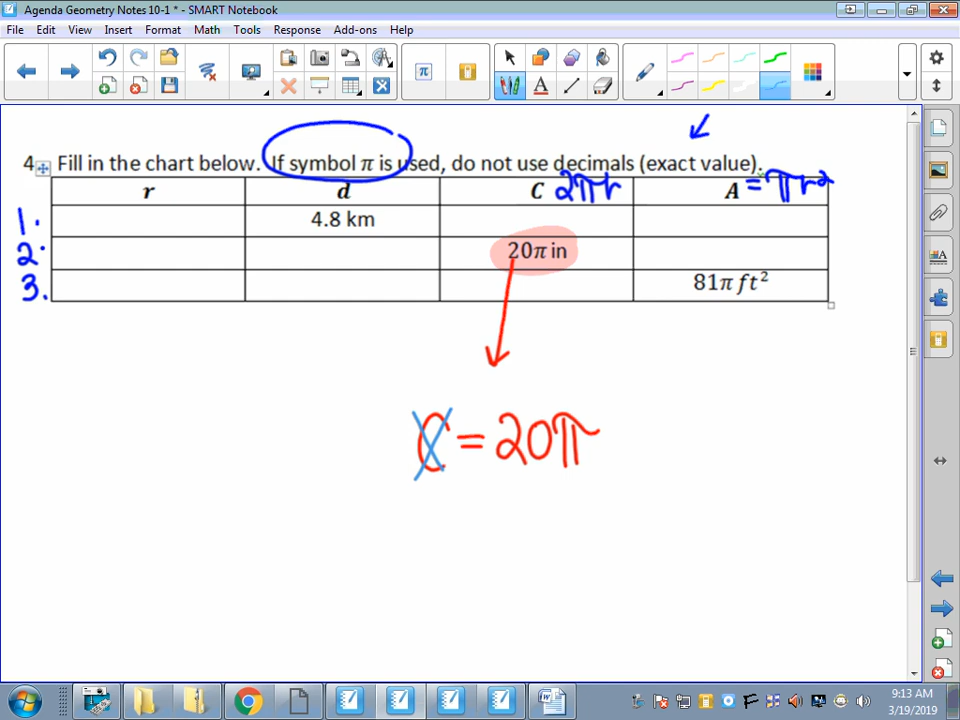 Agenda Geometry Notes 10-1 * - SMART Notebook
File Edit View Insert Format Math Tools Response Add-ons Help
4. Fill in the chart below. If symbol π is used, do not use decimals (exact value).
r d C 2πr A = πr²
1. 4.8 km
2. 20π in
3. 81π ft²
C = 20π
9:13 AM
3/19/2019